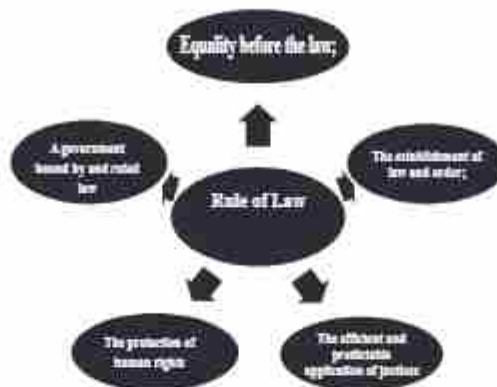 Equality before the law;
A government
bound by and ruled
law
The establishment of
law and order;
Rule of Law
The protection of
human rights
The efficient and
predictable
application of justice